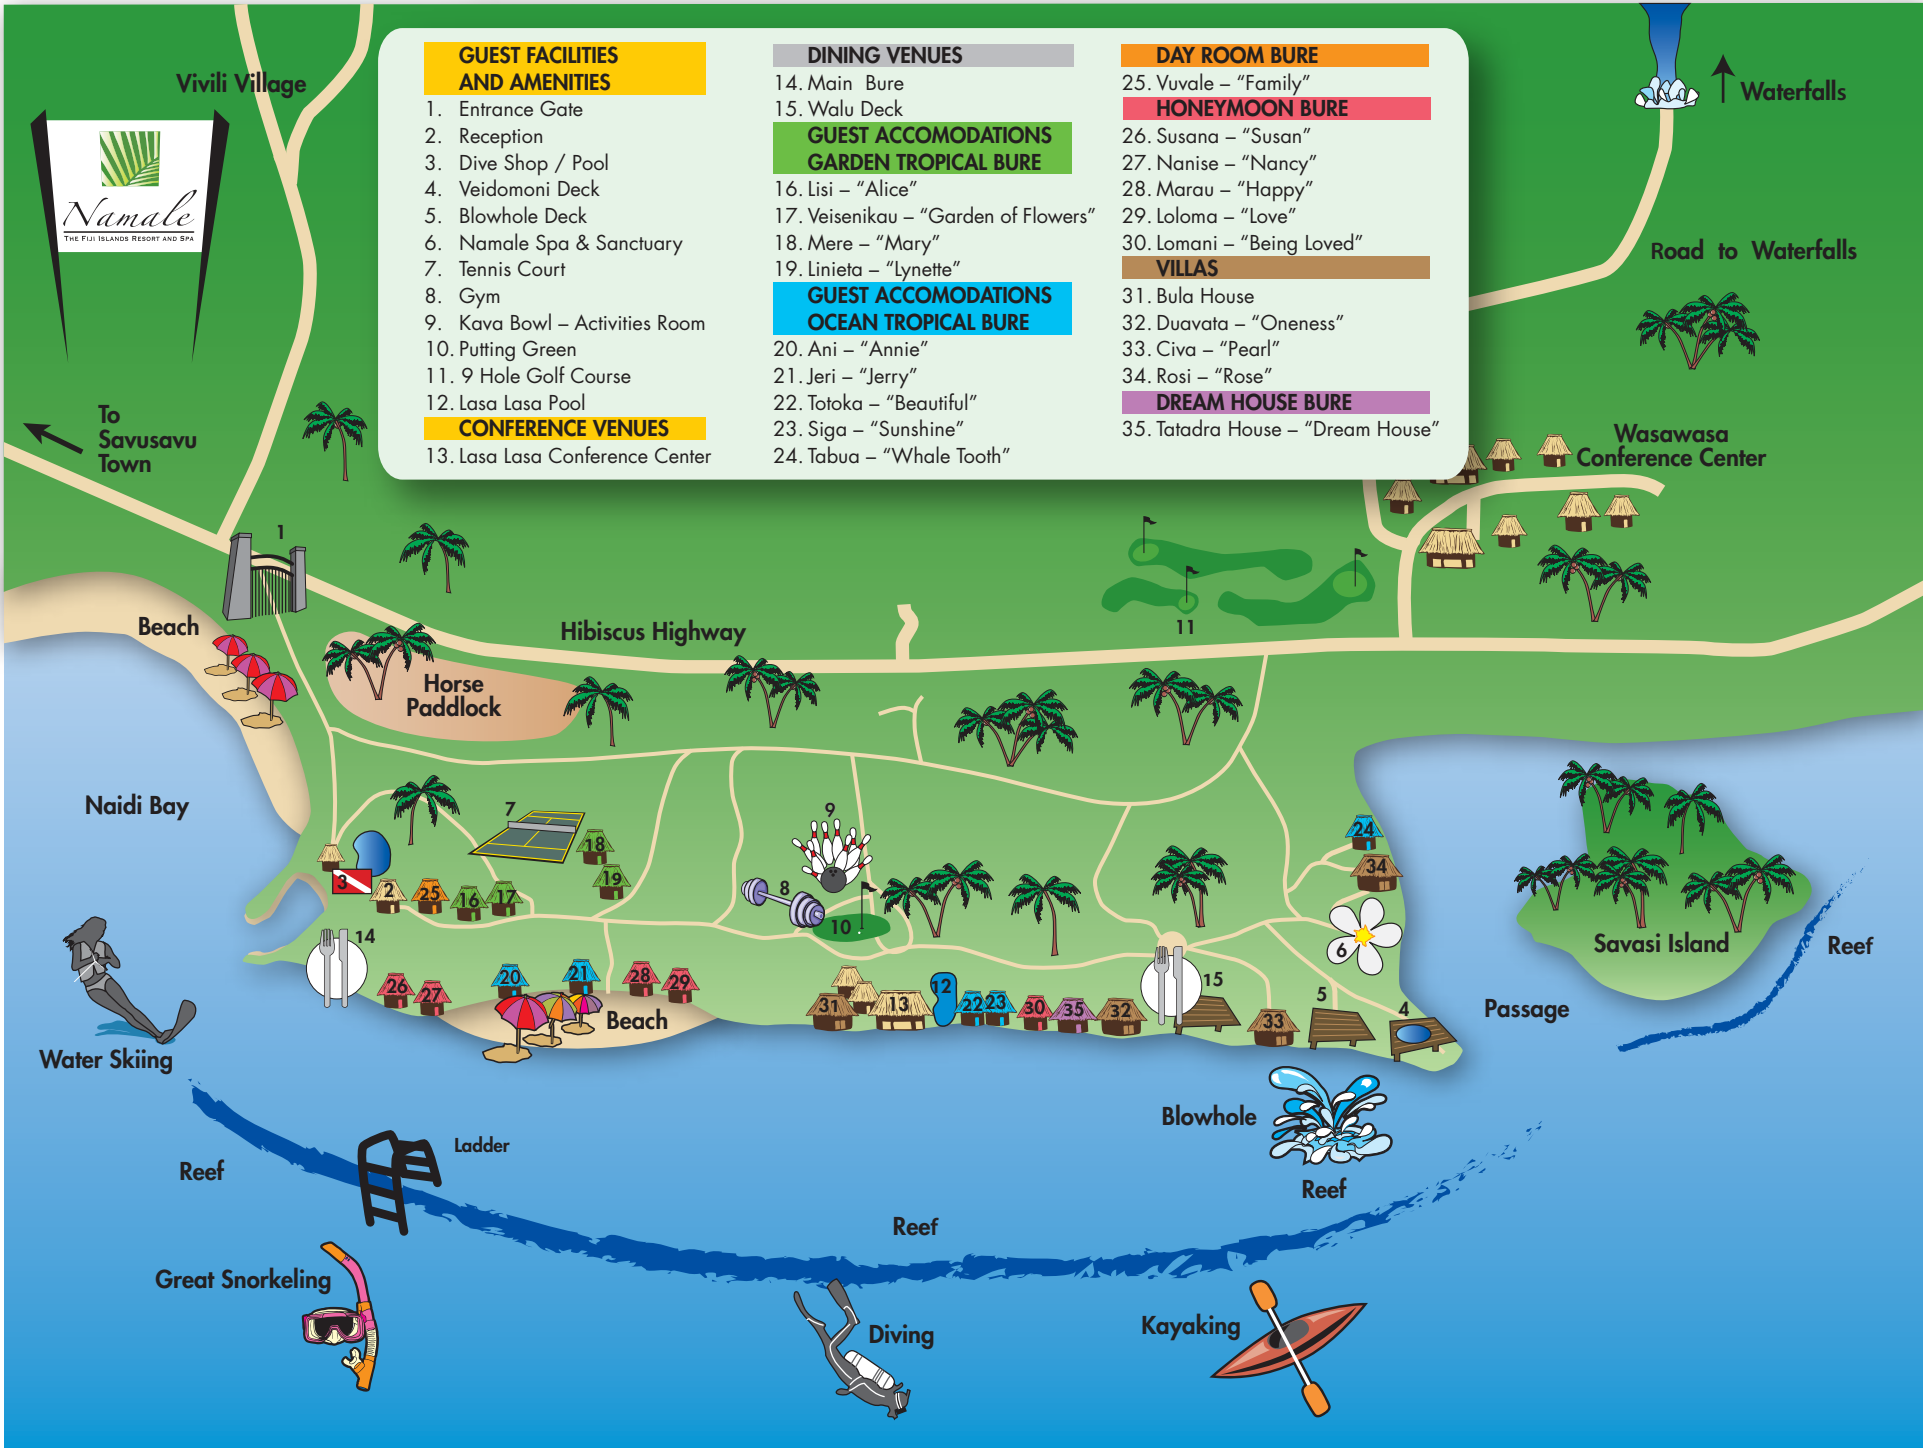 Vivili Village
Namale
THE FIJI ISLANDS RESORT AND SPA
To
Savusavu
Town
GUEST FACILITIES
AND AMENITIES
1. Entrance Gate
2. Reception
3. Dive Shop / Pool
4. Veidomoni Deck
5. Blowhole Deck
6. Namale Spa & Sanctuary
7. Tennis Court
8. Gym
9. Kava Bowl – Activities Room
10. Putting Green
11. 9 Hole Golf Course
12. Lasa Lasa Pool
CONFERENCE VENUES
13. Lasa Lasa Conference Center
DINING VENUES
14. Main Bure
15. Walu Deck
GUEST ACCOMODATIONS
GARDEN TROPICAL BURE
16. Lisi – “Alice”
17. Veisenikau – “Garden of Flowers”
18. Mere – “Mary”
19. Linieta – “Lynette”
GUEST ACCOMODATIONS
OCEAN TROPICAL BURE
20. Ani – “Annie”
21. Jeri – “Jerry”
22. Totoka – “Beautiful”
23. Siga – “Sunshine”
24. Tabua – “Whale Tooth”
DAY ROOM BURE
25. Vuvale – “Family”
HONEYMOON BURE
26. Susana – “Susan”
27. Nanise – “Nancy”
28. Marau – “Happy”
29. Loloma – “Love”
30. Lomani – “Being Loved”
VILLAS
31. Bula House
32. Duavata – “Oneness”
33. Civa – “Pearl”
34. Rosi – “Rose”
DREAM HOUSE BURE
35. Tatadra House – “Dream House”
Waterfalls
Road to Waterfalls
Wasawasa
Conference Center
1
Beach
Hibiscus Highway
11
Horse
Paddlock
Naidi Bay
7
9
18
24
19
34
3
2
25
16
17
8
10
14
6
Savasi Island
Reef
26
27
20
21
28
29
Beach
31
13
12
22
23
30
35
32
15
33
5
4
Passage
Water Skiing
Blowhole
Ladder
Reef
Reef
Reef
Great Snorkeling
Diving
Kayaking